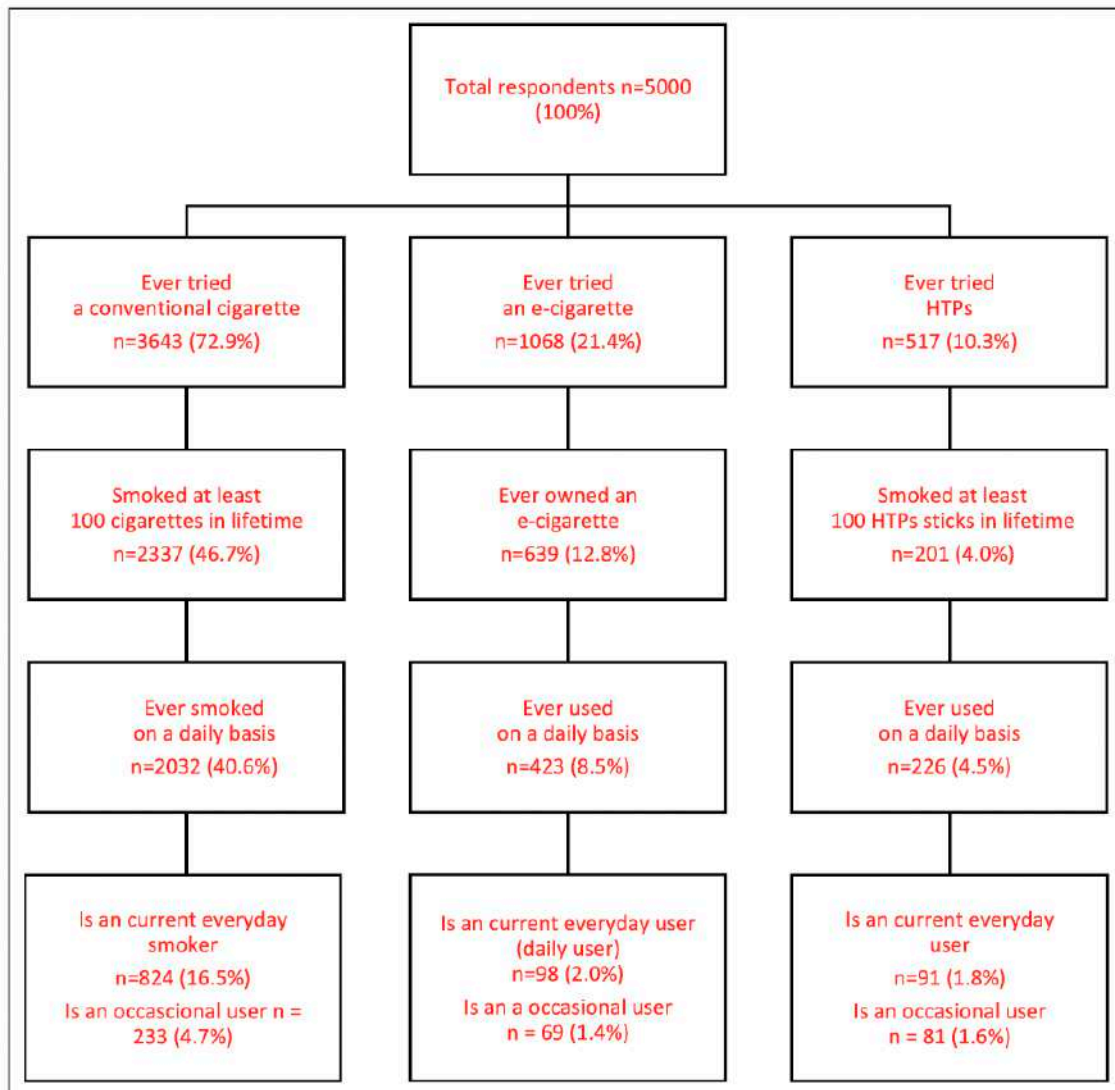 Total respondents n=5000
(100%)
Ever tried
a conventional cigarette
n=3643 (72.9%)
Ever tried
an e-cigarette
n=1068 (21.4%)
Ever tried
HTPs
n=517 (10.3%)
Smoked at least
100 cigarettes in lifetime
n=2337 (46.7%)
Ever owned an
e-cigarette
n=639 (12.8%)
Smoked at least
100 HTPs sticks in lifetime
n=201 (4.0%)
Ever smoked
on a daily basis
n=2032 (40.6%)
Ever used
on a daily basis
n=423 (8.5%)
Ever used
on a daily basis
n=226 (4.5%)
Is an current everyday
smoker
n=824 (16.5%)
Is an occascional user n =
233 (4.7%)
Is an current everyday user
(daily user)
n=98 (2.0%)
Is an a occasional user
n = 69 (1.4%)
Is an current everyday
user
n=91 (1.8%)
Is an occasional user
n = 81 (1.6%)